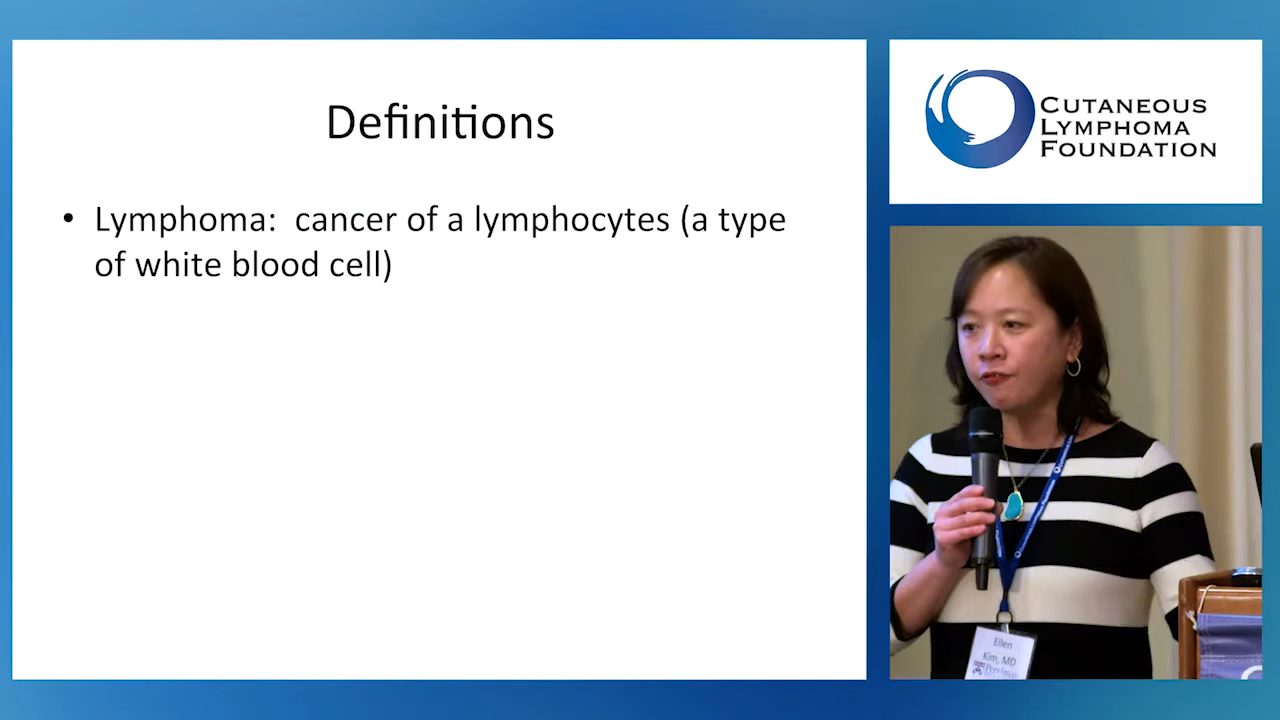 Definitions
• Lymphoma: cancer of a lymphocytes (a type
of white blood cell)
CUTANEOUS
LYMPHOMA
FOUNDATION
Ellen
Kim, MD